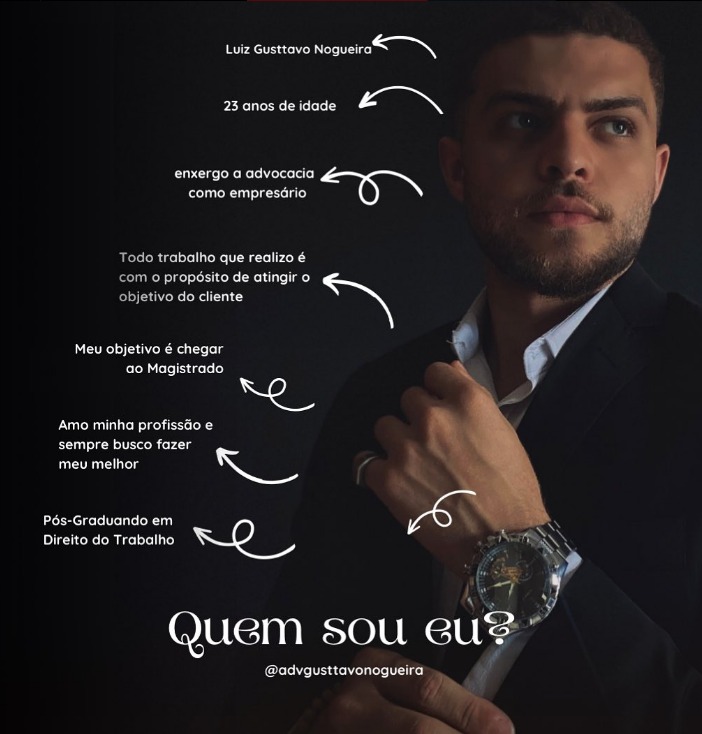 Luiz Gusttavo Nogueira
23 anos de idade
enxergo a advocacia
como empresário
Todo trabalho que realizo é
com o propósito de atingir o
objetivo do cliente
Meu objetivo é chegar
ao Magistrado
Amo minha profissão e
sempre busco fazer
meu melhor
Pós-Graduando em
Direito do Trabalho
Quem sou eu?
@advgusttavonogueira